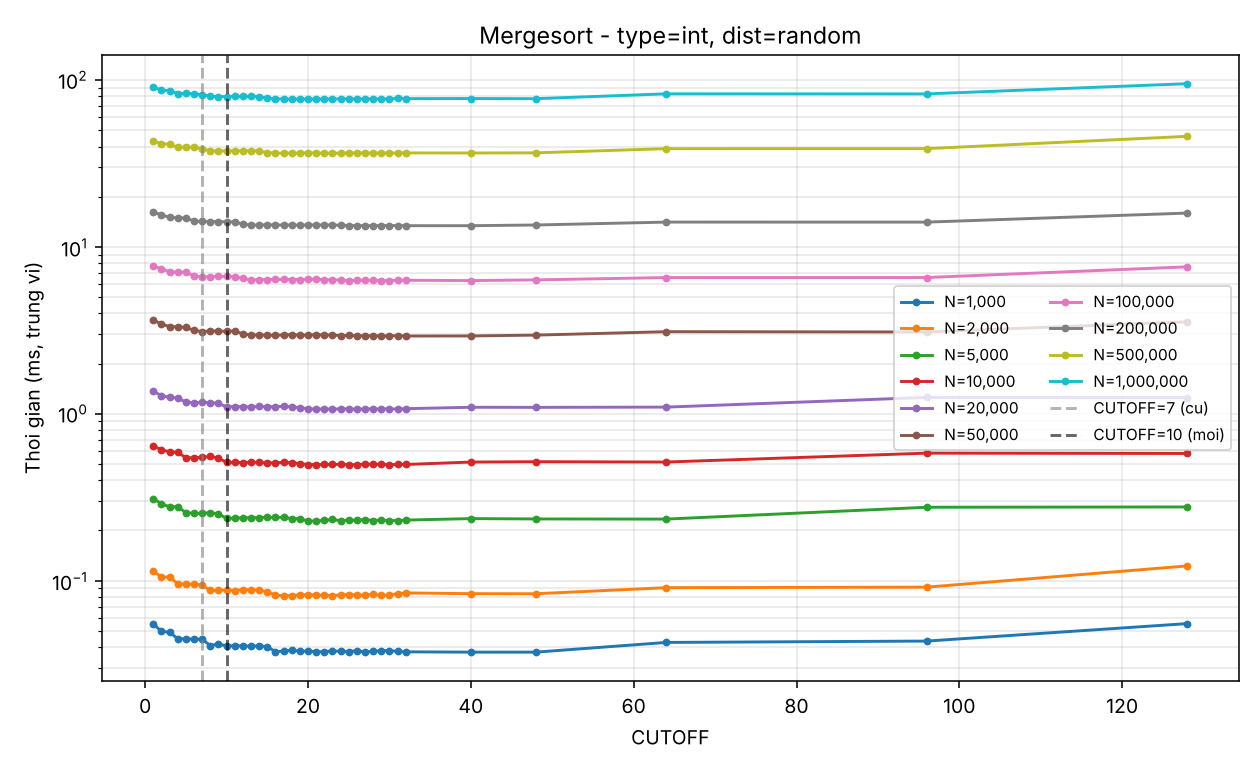 Mergesort - type=int, dist=random
Thoi gian (ms, trung vi)
10²
10¹
10⁰
10⁻¹
N=1,000
N=2,000
N=5,000
N=10,000
N=20,000
N=50,000
N=100,000
N=200,000
N=500,000
N=1,000,000
CUTOFF=7 (cu)
CUTOFF=10 (moi)
0 20 40 60 80 100 120
CUTOFF